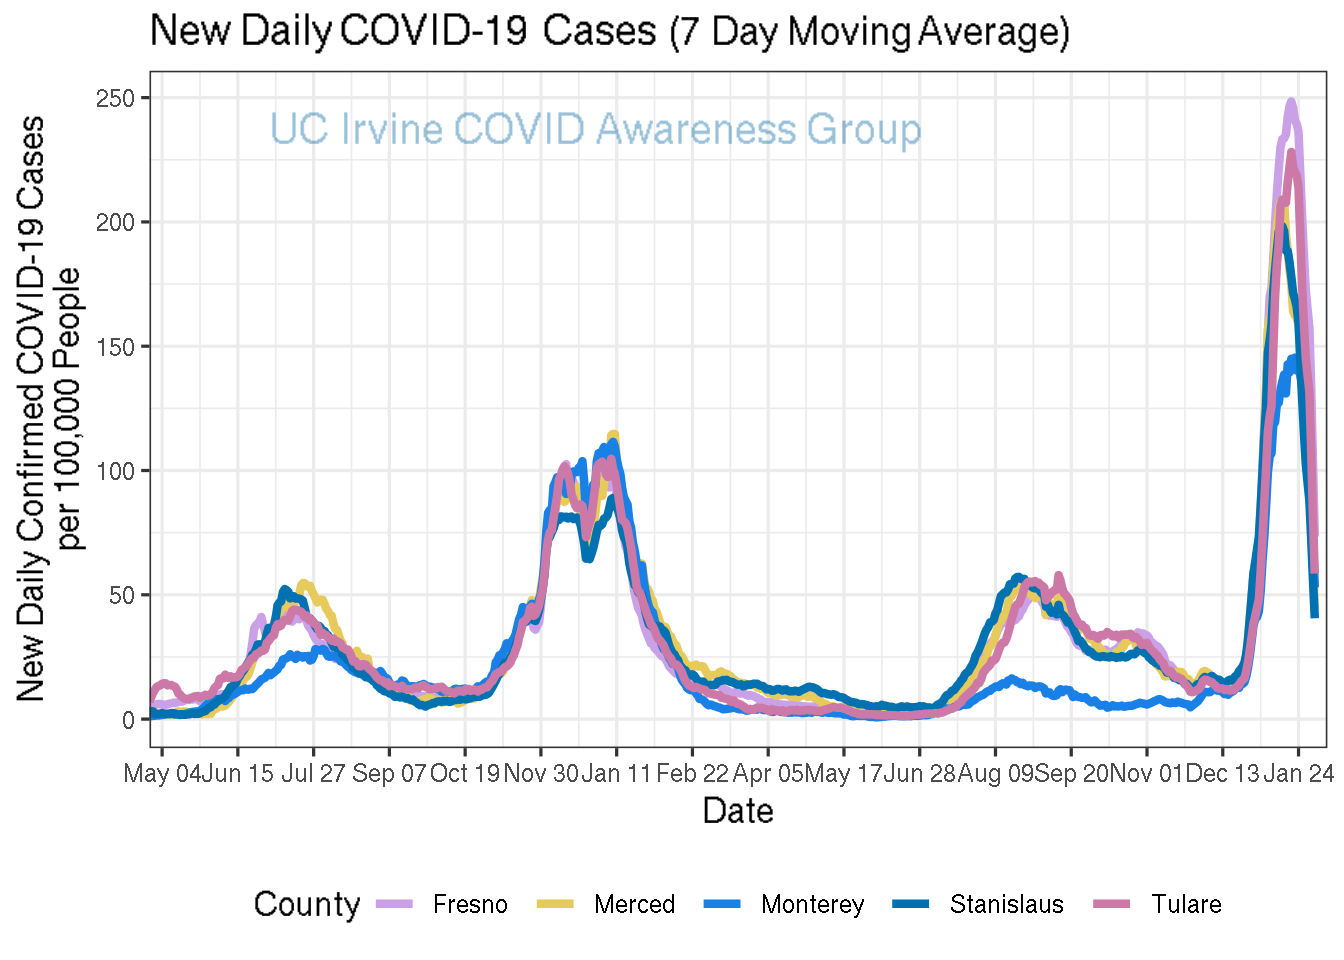 New Daily COVID-19 Cases (7 Day Moving Average)
UC Irvine COVID Awareness Group
New Daily Confirmed COVID-19 Cases
per 100,000 People
250
200
150
100
50
0
May 04 Jun 15 Jul 27 Sep 07 Oct 19 Nov 30 Jan 11 Feb 22 Apr 05 May 17 Jun 28 Aug 09 Sep 20 Nov 01 Dec 13 Jan 24
Date
County Fresno Merced Monterey Stanislaus Tulare